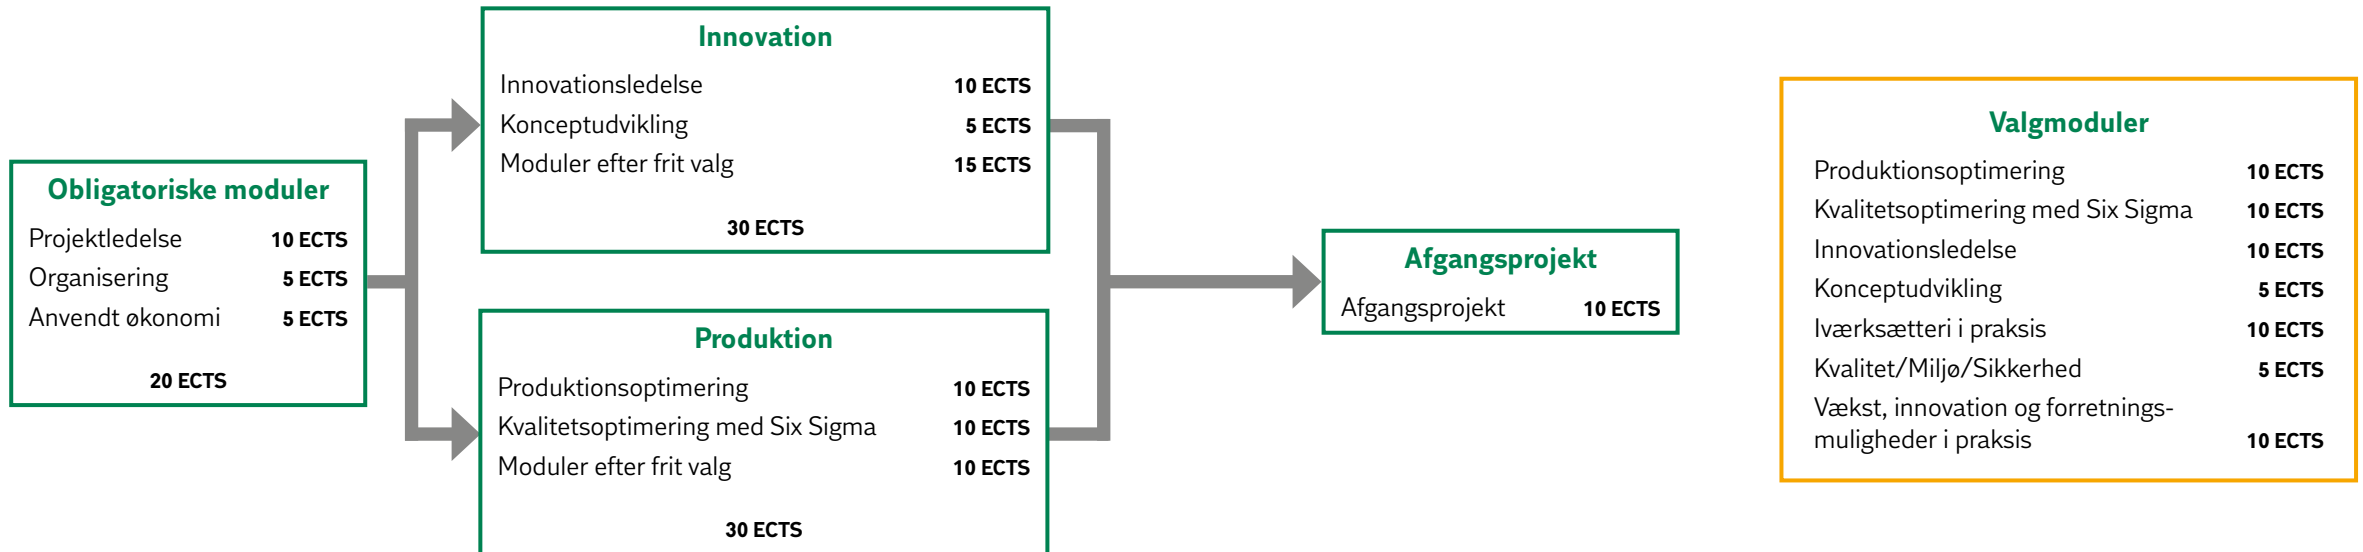 Obligatoriske moduler
Projektledelse 10 ECTS
Organisering 5 ECTS
Anvendt økonomi 5 ECTS
20 ECTS
Innovation
Innovationsledelse 10 ECTS
Konceptudvikling 5 ECTS
Moduler efter frit valg 15 ECTS
30 ECTS
Produktion
Produktionsoptimering 10 ECTS
Kvalitetsoptimering med Six Sigma 10 ECTS
Moduler efter frit valg 10 ECTS
30 ECTS
Afgangsprojekt
Afgangsprojekt 10 ECTS
Valgmoduler
Produktionsoptimering 10 ECTS
Kvalitetsoptimering med Six Sigma 10 ECTS
Innovationsledelse 10 ECTS
Konceptudvikling 5 ECTS
Iværksætteri i praksis 10 ECTS
Kvalitet/Miljø/Sikkerhed 5 ECTS
Vækst, innovation og forretnings-
muligheder i praksis 10 ECTS